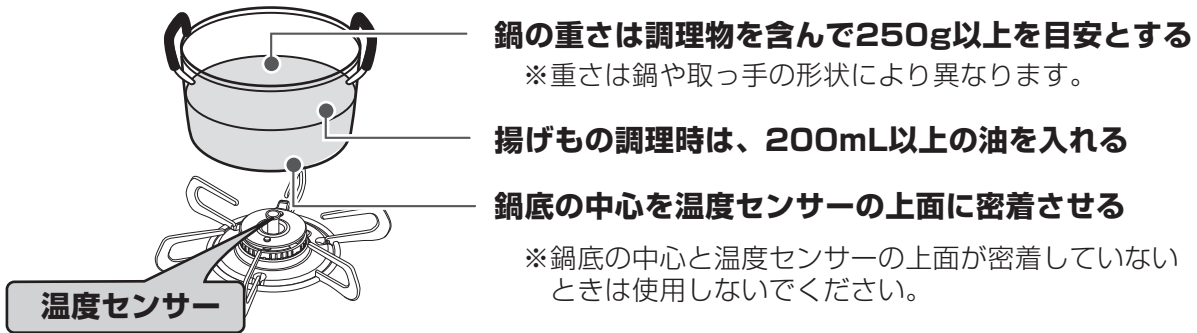 鍋の重さは調理物を含んで250g以上を目安とする
※重さは鍋や取っ手の形状により異なります。
揚げもの調理時は、200mL以上の油を入れる
鍋底の中心を温度センサーの上面に密着させる
※鍋底の中心と温度センサーの上面が密着していない
ときは使用しないでください。
温度センサー